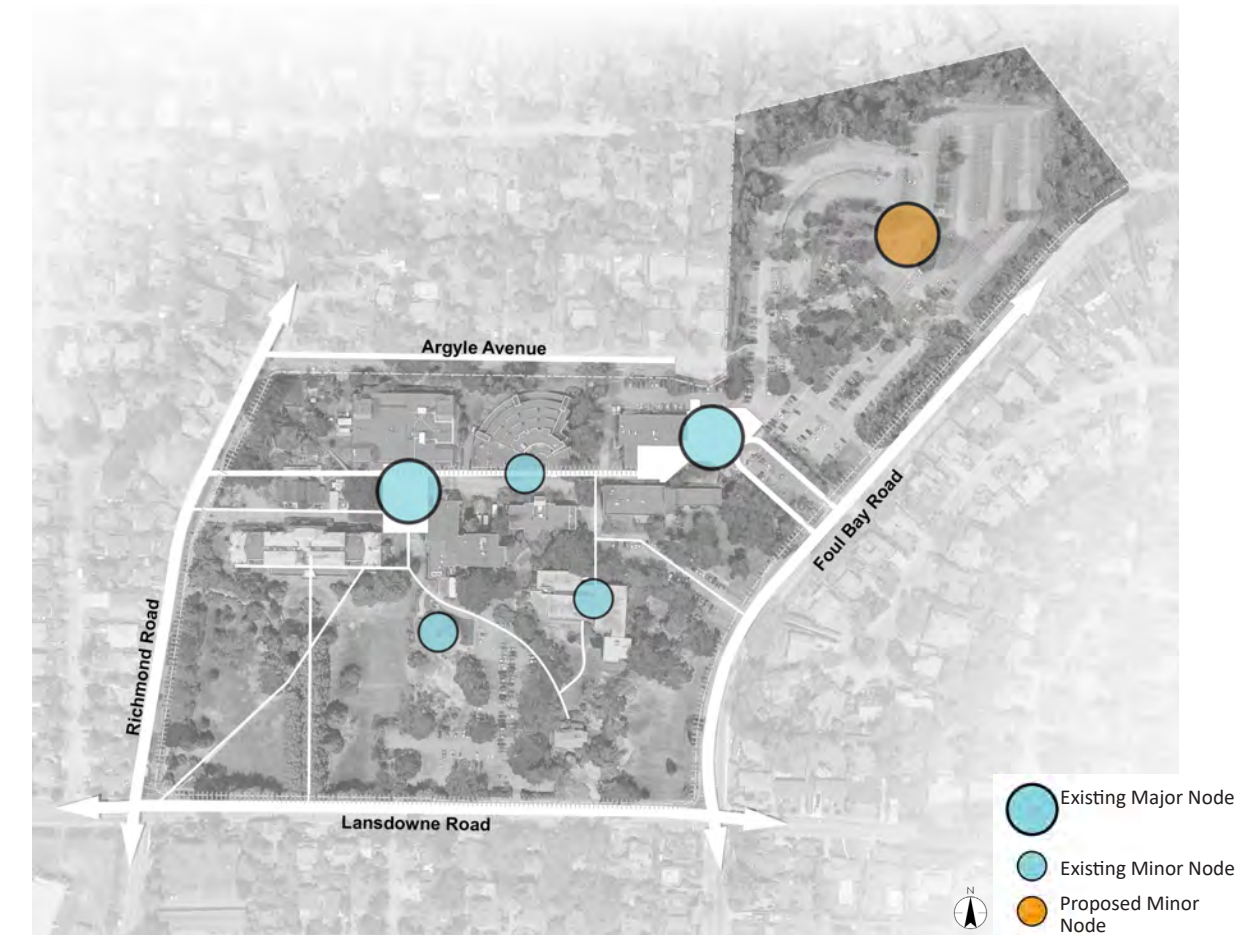 Argyle Avenue
Foul Bay Road
Richmond Road
Lansdowne Road
Existing Major Node
Existing Minor Node
Proposed Minor
Node
N